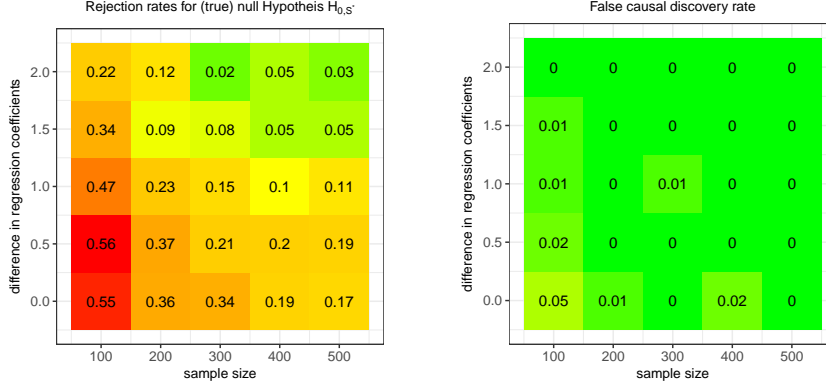 Rejection rates for (true) null Hypotheis H0,S*
2.0 0.22 0.12 0.02 0.05 0.03
1.5 0.34 0.09 0.08 0.05 0.05
1.0 0.47 0.23 0.15 0.1 0.11
0.5 0.56 0.37 0.21 0.2 0.19
0.0 0.55 0.36 0.34 0.19 0.17
100 200 300 400 500
sample size
difference in regression coefficients
False causal discovery rate
2.0 0 0 0 0 0
1.5 0.01 0 0 0 0
1.0 0.01 0 0.01 0 0
0.5 0.02 0 0 0 0
0.0 0.05 0.01 0 0.02 0
100 200 300 400 500
sample size
difference in regression coefficients